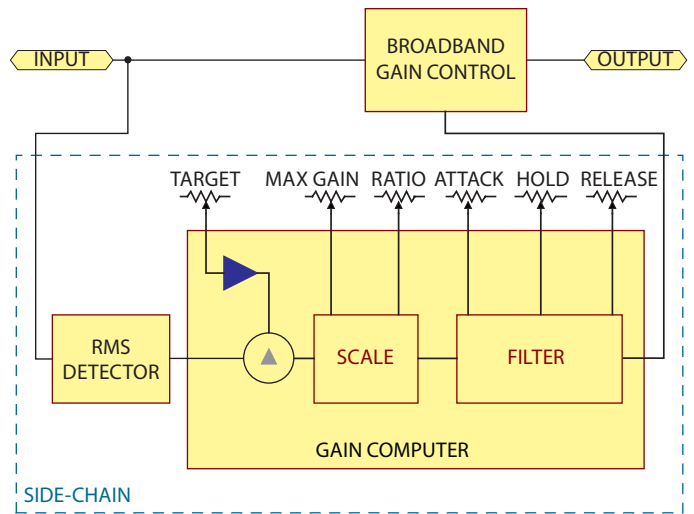 INPUT
BROADBAND
GAIN CONTROL
OUTPUT
TARGET
MAX GAIN
RATIO
ATTACK
HOLD
RELEASE
RMS
DETECTOR
SCALE
FILTER
GAIN COMPUTER
SIDE-CHAIN